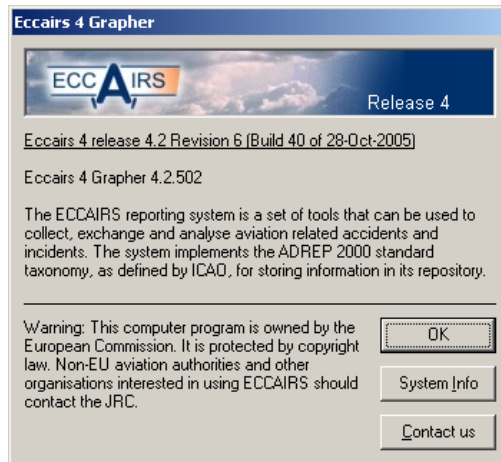 Eccairs 4 Grapher
ECCAIRS
Release 4
Eccairs 4 release 4.2 Revision 6 (Build 40 of 28-Oct-2005)
Eccairs 4 Grapher 4.2.502
The ECCAIRS reporting system is a set of tools that can be used to
collect, exchange and analyse aviation related accidents and
incidents. The system implements the ADREP 2000 standard
taxonomy, as defined by ICAO, for storing information in its repository.
Warning: This computer program is owned by the
European Commission. It is protected by copyright
law. Non-EU aviation authorities and other
organisations interested in using ECCAIRS should
contact the JRC.
OK
System Info
Contact us